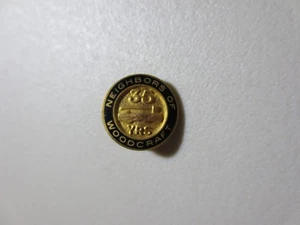 NEIGHBORS OF
35
YRS
WOODCRAFT